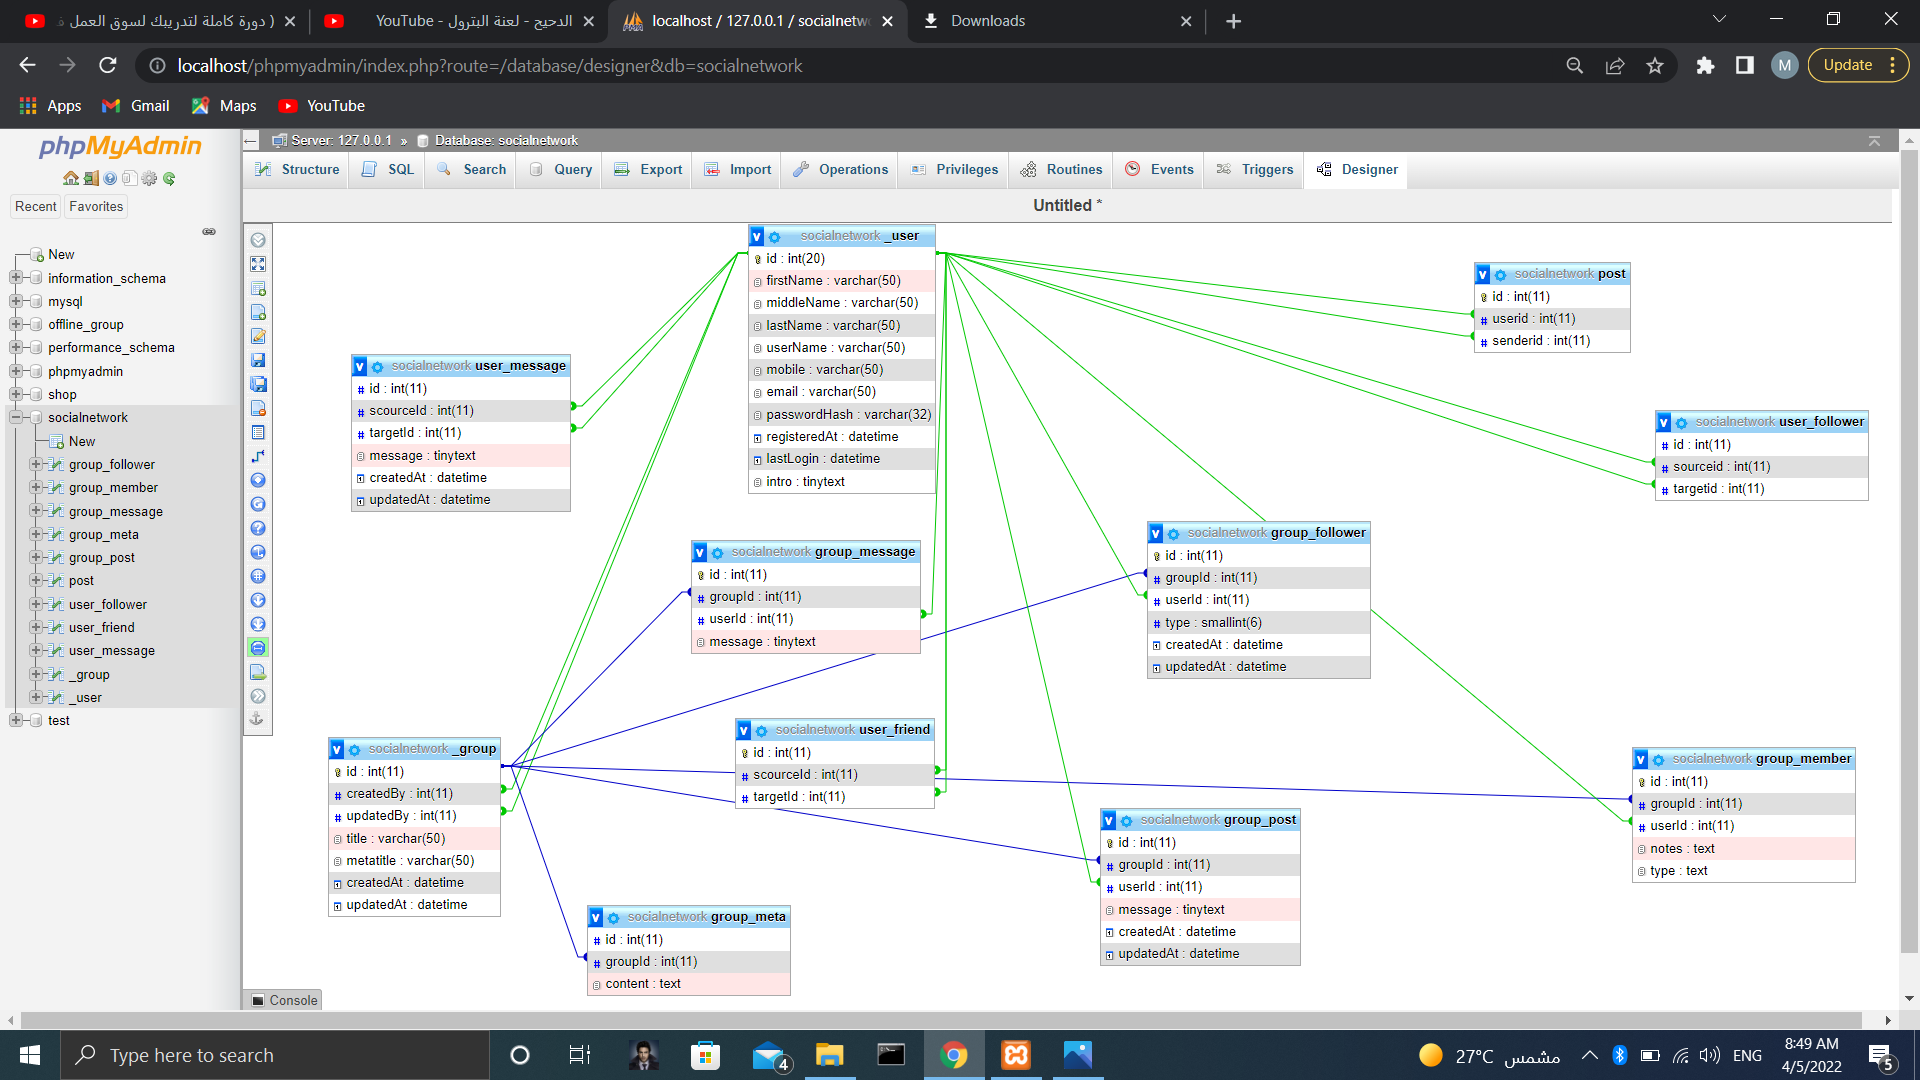 ( دورة كاملة لتدريبك لسوق العمل
YouTube - الدحيح - لعنة البترول
localhost / 127.0.0.1 / socialnetw
Downloads
localhost/phpmyadmin/index.php?route=/database/designer&db=socialnetwork
M
Update
Apps
Gmail
Maps
YouTube
phpMyAdmin
Recent
Favorites
New
information_schema
mysql
offline_group
performance_schema
phpmyadmin
shop
socialnetwork
New
group_follower
group_member
group_message
group_meta
group_post
post
user_follower
user_friend
user_message
_group
_user
test
Server: 127.0.0.1 » Database: socialnetwork
Structure
SQL
Search
Query
Export
Import
Operations
Privileges
Routines
Events
Triggers
Designer
Untitled *
socialnetwork _user
id : int(20)
firstName : varchar(50)
middleName : varchar(50)
lastName : varchar(50)
userName : varchar(50)
mobile : varchar(50)
email : varchar(50)
passwordHash : varchar(32)
registeredAt : datetime
lastLogin : datetime
intro : tinytext
socialnetwork post
id : int(11)
userid : int(11)
senderid : int(11)
socialnetwork user_message
id : int(11)
scourceId : int(11)
targetId : int(11)
message : tinytext
createdAt : datetime
updatedAt : datetime
socialnetwork user_follower
id : int(11)
sourceid : int(11)
targetid : int(11)
socialnetwork group_message
id : int(11)
groupId : int(11)
userId : int(11)
message : tinytext
socialnetwork group_follower
id : int(11)
groupId : int(11)
userId : int(11)
type : smallint(6)
createdAt : datetime
updatedAt : datetime
socialnetwork _group
id : int(11)
createdBy : int(11)
updatedBy : int(11)
title : varchar(50)
metatitle : varchar(50)
createdAt : datetime
updatedAt : datetime
socialnetwork user_friend
id : int(11)
scourceId : int(11)
targetId : int(11)
socialnetwork group_member
id : int(11)
groupId : int(11)
userId : int(11)
notes : text
type : text
socialnetwork group_post
id : int(11)
groupId : int(11)
userId : int(11)
message : tinytext
createdAt : datetime
updatedAt : datetime
socialnetwork group_meta
id : int(11)
groupId : int(11)
content : text
Console
Type here to search
4
27°C مشمس
ENG
8:49 AM
4/5/2022
5